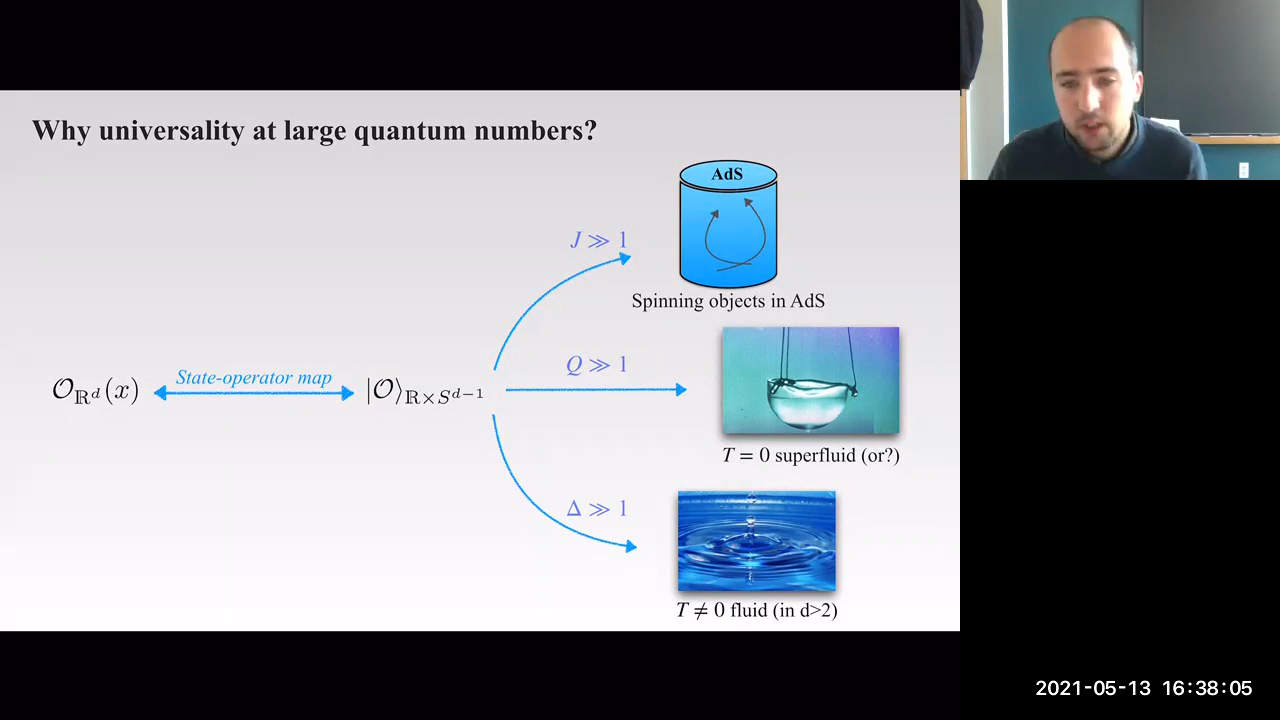 Why universality at large quantum numbers?
AdS
J ≫ 1
Spinning objects in AdS
Q ≫ 1
State-operator map
𝒪_{ℝ^d}(x)
|𝒪⟩_{ℝ×S^{d−1}}
T = 0 superfluid (or?)
Δ ≫ 1
T ≠ 0 fluid (in d>2)
2021-05-13 16:38:05